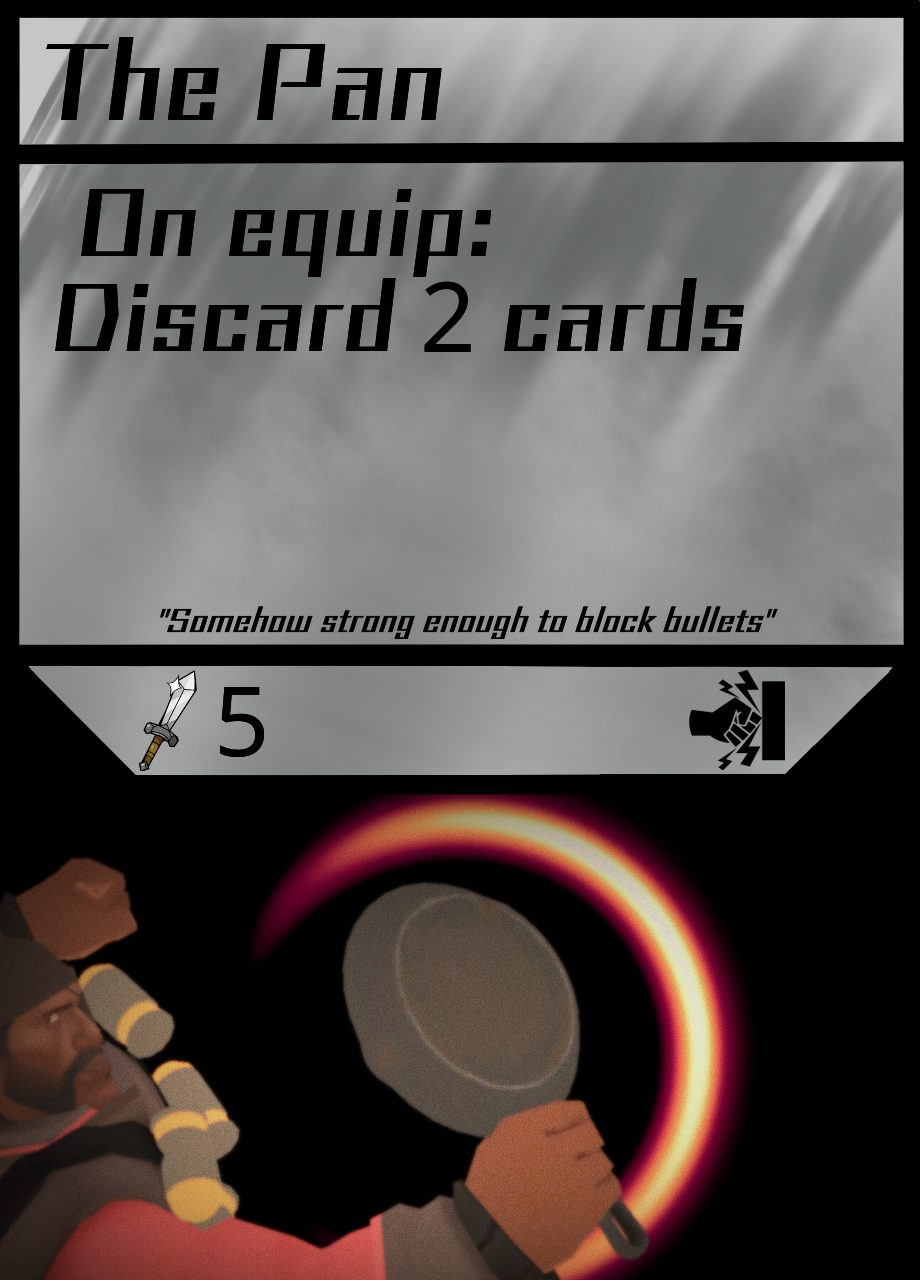 The Pan
On equip:
Discard 2 cards
"Somehow strong enough to block bullets"
5